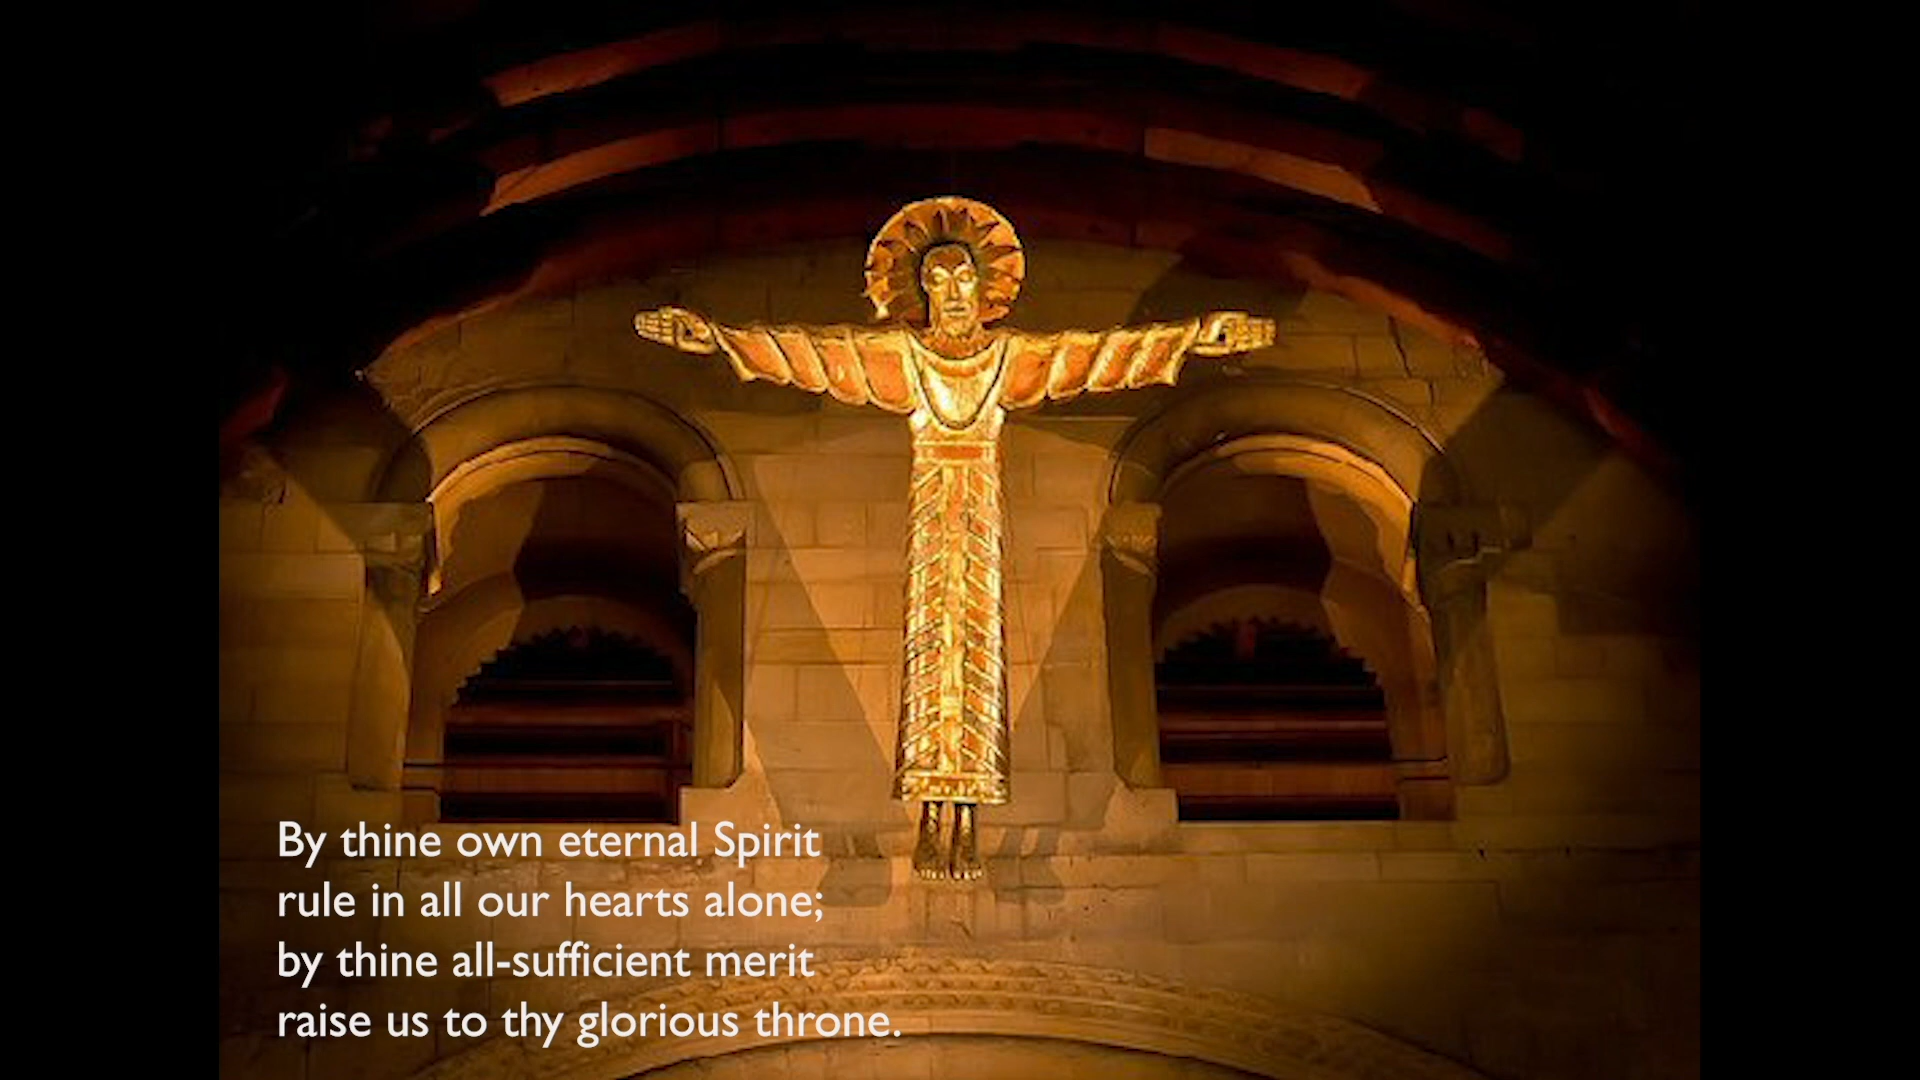 By thine own eternal Spirit
rule in all our hearts alone;
by thine all-sufficient merit
raise us to thy glorious throne.